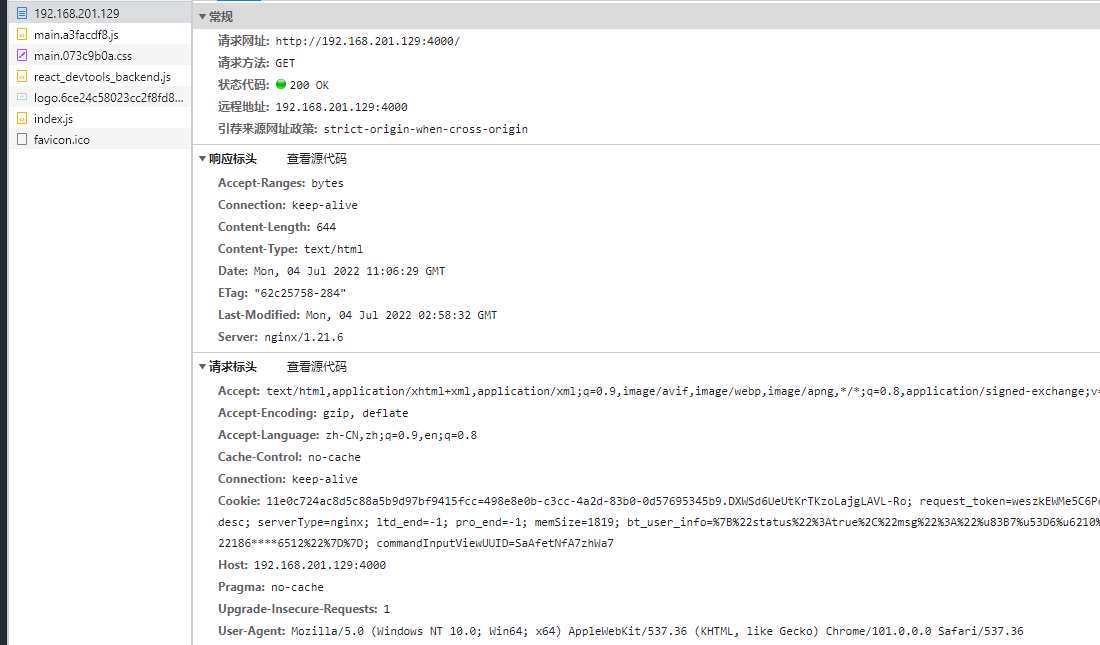 192.168.201.129
main.a3facdf8.js
main.073c9b0a.css
react_devtools_backend.js
logo.6ce24c58023cc2f8fd8...
index.js
favicon.ico
常规
请求网址: http://192.168.201.129:4000/
请求方法: GET
状态代码: 200 OK
远程地址: 192.168.201.129:4000
引荐来源网址政策: strict-origin-when-cross-origin
响应标头 查看源代码
Accept-Ranges: bytes
Connection: keep-alive
Content-Length: 644
Content-Type: text/html
Date: Mon, 04 Jul 2022 11:06:29 GMT
ETag: "62c25758-284"
Last-Modified: Mon, 04 Jul 2022 02:58:32 GMT
Server: nginx/1.21.6
请求标头 查看源代码
Accept: text/html,application/xhtml+xml,application/xml;q=0.9,image/avif,image/webp,image/apng,*/*;q=0.8,application/signed-exchange;v=
Accept-Encoding: gzip, deflate
Accept-Language: zh-CN,zh;q=0.9,en;q=0.8
Cache-Control: no-cache
Connection: keep-alive
Cookie: 11e0c724ac8d5c88a5b9d97bf9415fcc=498e8e0b-c3cc-4a2d-83b0-0d57695345b9.DXWSd6UeUtKrTKzoLajgLAVL-Ro; request_token=weszkEWMe5C6P
desc; serverType=nginx; ltd_end=-1; pro_end=-1; memSize=1819; bt_user_info=%7B%22status%22%3Atrue%2C%22msg%22%3A%22%u83B7%u53D6%u6210%
22186****6512%22%7D%7D; commandInputViewUUID=SaAfetNfA7zhWa7
Host: 192.168.201.129:4000
Pragma: no-cache
Upgrade-Insecure-Requests: 1
User-Agent: Mozilla/5.0 (Windows NT 10.0; Win64; x64) AppleWebKit/537.36 (KHTML, like Gecko) Chrome/101.0.0.0 Safari/537.36